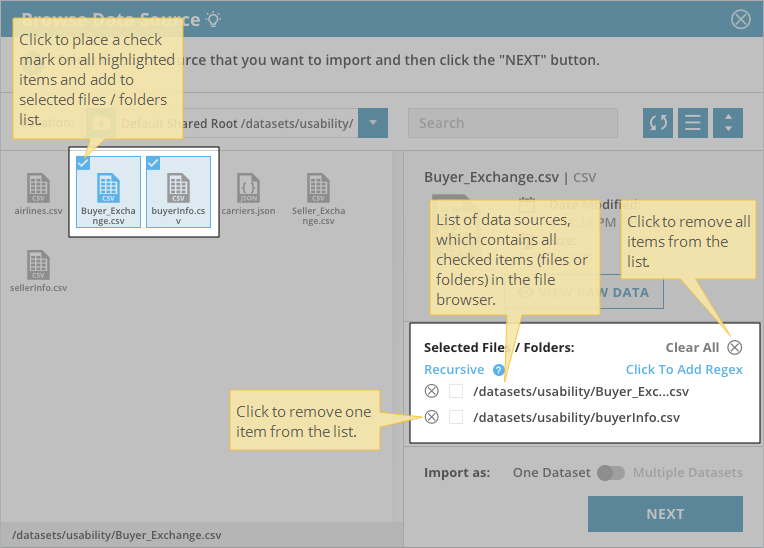 Browse Data Source
Click to place a check
mark on all highlighted
items and add to
selected files / folders
list.
urce that you want to import and then click the "NEXT" button.
Default Shared Root /datasets/usability/
Search
airlines.csv
Buyer_Excha
nge.csv
buyerInfo.cs
v
carriers.json
Seller_Excha
nge.csv
sellerInfo.csv
CSV
CSV
CSV
JSON
CSV
CSV
Buyer_Exchange.csv | CSV
Date Modified:
PM
List of data sources,
which contains all
checked items (files or
folders) in the file
browser.
Click to remove all
items from the
list.
VIEW RAW DATA
Selected Files / Folders:
Clear All
Recursive ?
Click To Add Regex
/datasets/usability/Buyer_Exc...csv
/datasets/usability/buyerInfo.csv
Click to remove one
item from the list.
Import as:
One Dataset
Multiple Datasets
NEXT
/datasets/usability/Buyer_Exchange.csv